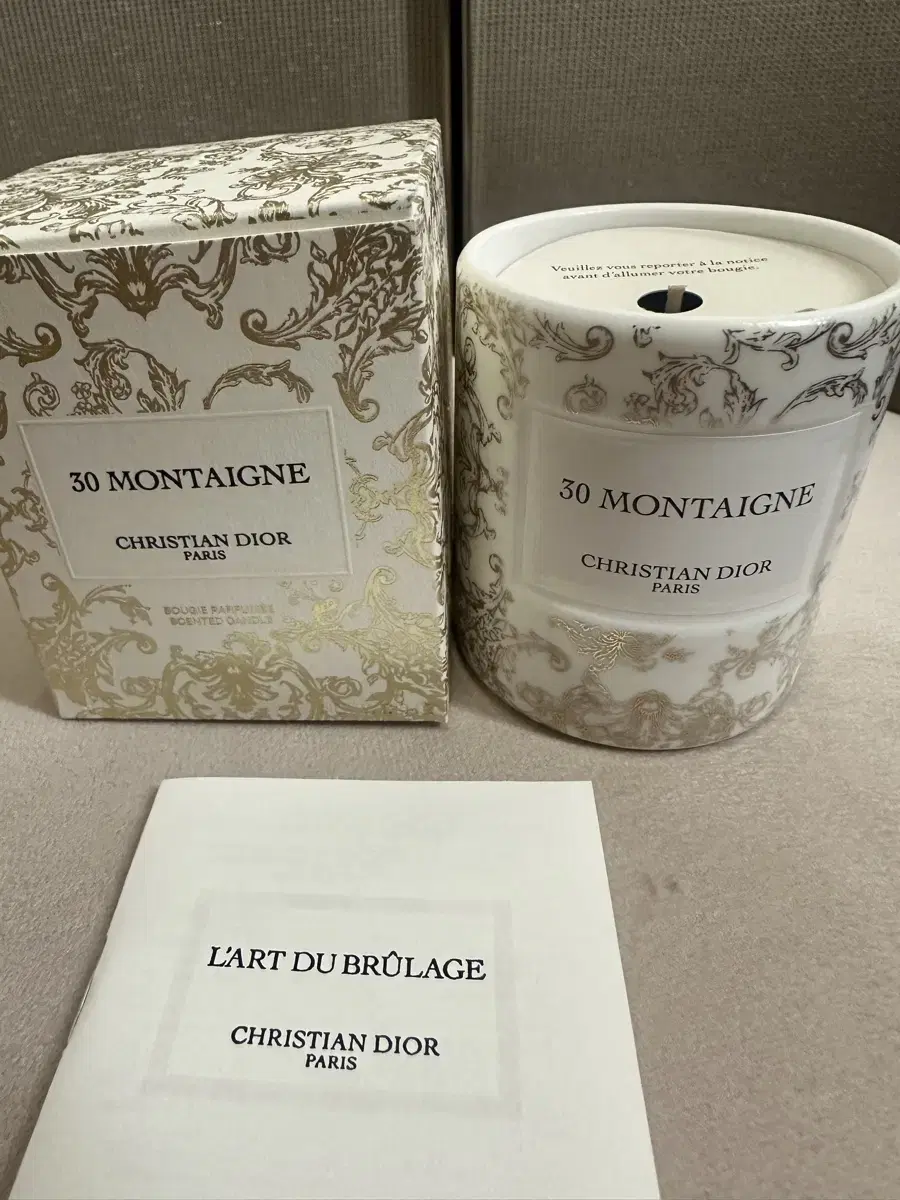 30 MONTAIGNE
CHRISTIAN DIOR
PARIS
BOUGIE PARFUMÉE
SCENTED CANDLE
Veuillez vous reporter à la notice
avant d'allumer votre bougie.
30 MONTAIGNE
CHRISTIAN DIOR
PARIS
L'ART DU BRÛLAGE
CHRISTIAN DIOR
PARIS